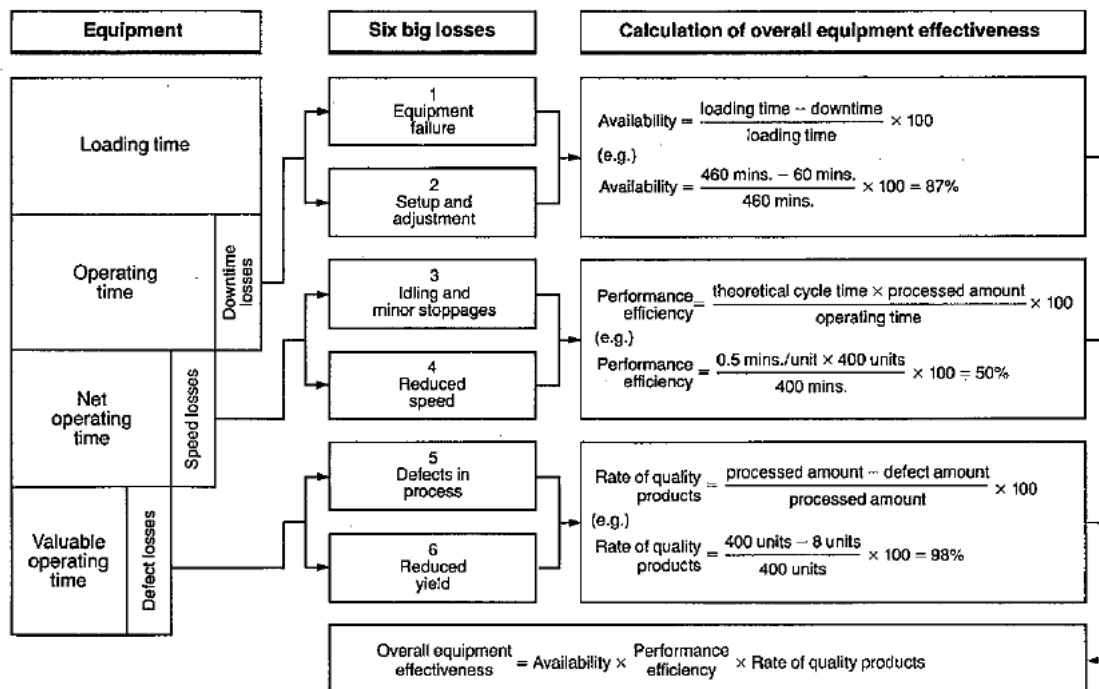 Equipment
Six big losses
Calculation of overall equipment effectiveness
Loading time
Operating
time
Downtime
losses
Net
operating
time
Speed losses
Valuable
operating
time
Defect losses
1
Equipment
failure
2
Setup and
adjustment
3
Idling and
minor stoppages
4
Reduced
speed
5
Defects in
process
6
Reduced
yield
Availability = loading time − downtime / loading time × 100
(e.g.)
Availability = 460 mins. − 60 mins. / 460 mins. × 100 = 87%
Performance efficiency = theoretical cycle time × processed amount / operating time × 100
(e.g.)
Performance efficiency = 0.5 mins./unit × 400 units / 400 mins. × 100 = 50%
Rate of quality products = processed amount − defect amount / processed amount × 100
(e.g.)
Rate of quality products = 400 units − 8 units / 400 units × 100 = 98%
Overall equipment effectiveness = Availability × Performance efficiency × Rate of quality products